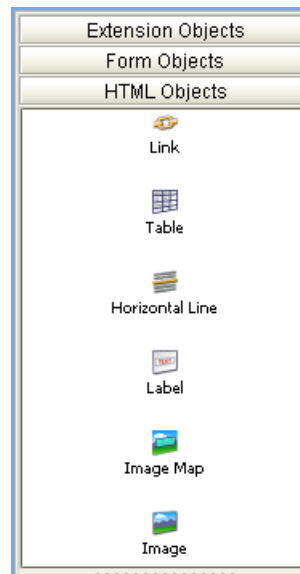 Extension Objects
Form Objects
HTML Objects
Link
Table
Horizontal Line
TEXT
Label
Image Map
Image